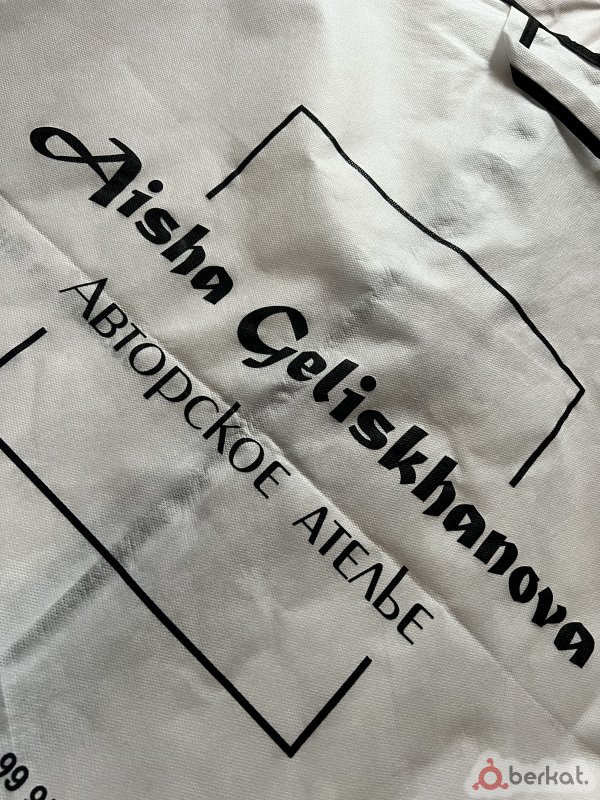 Aisha Geliskhanova
Авторское ателье
berkat.